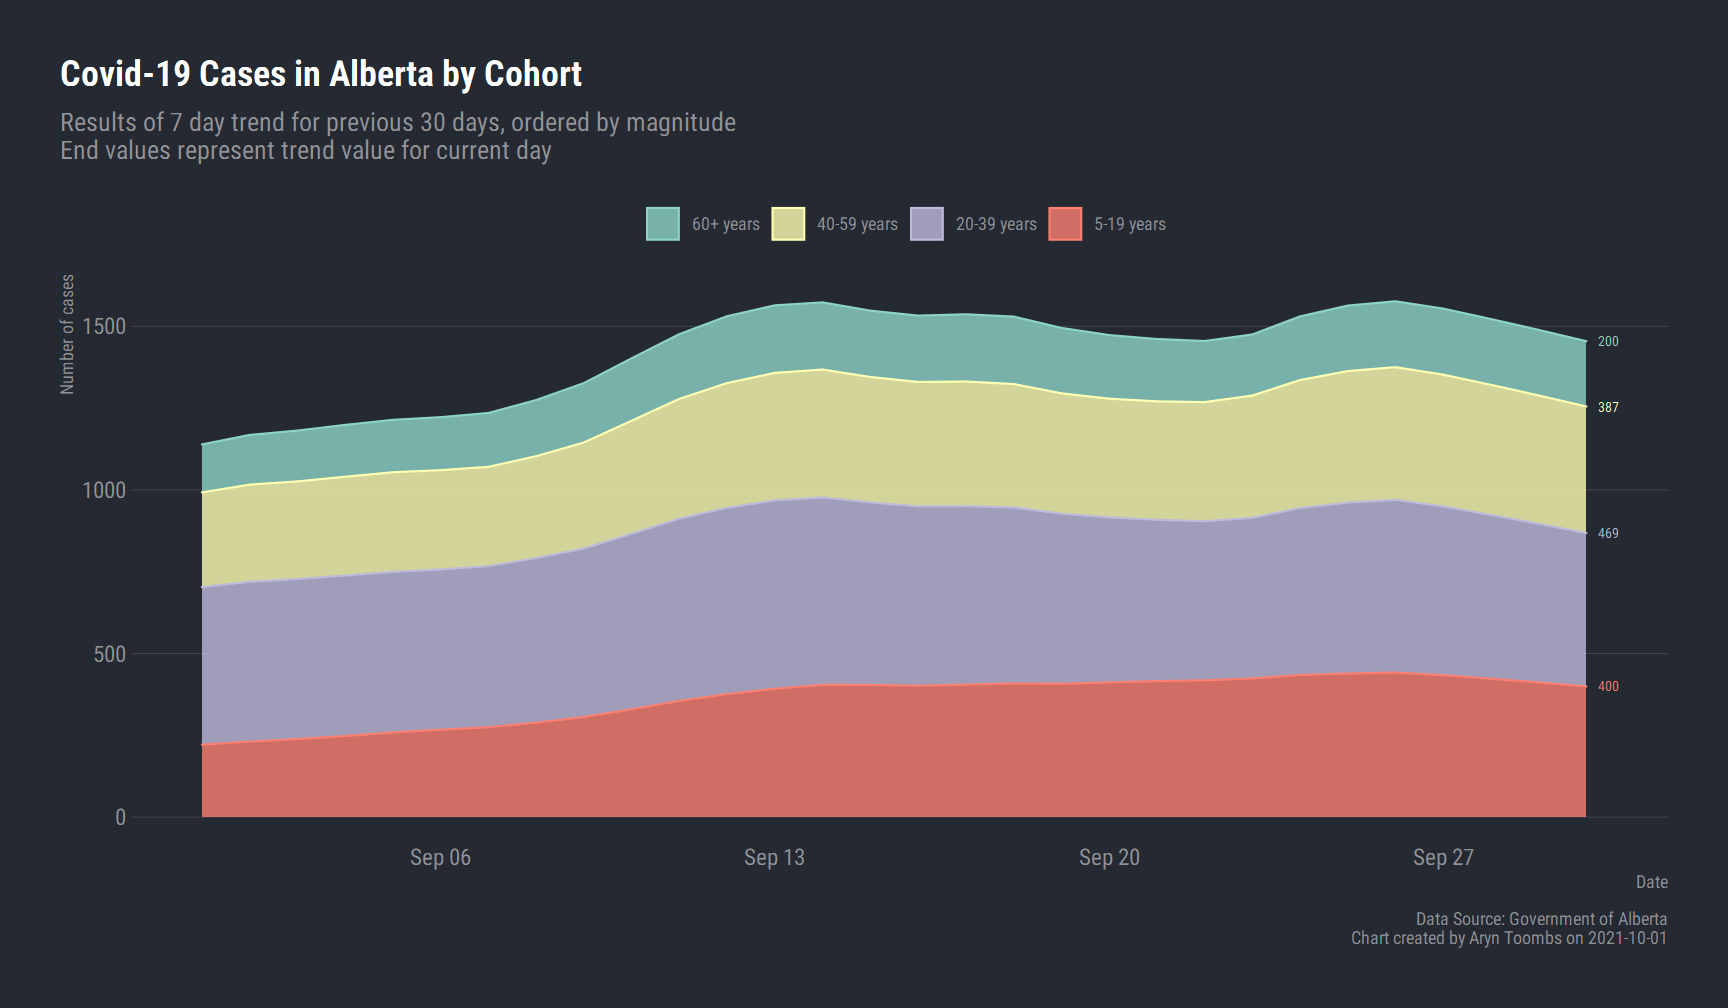 Covid-19 Cases in Alberta by Cohort
Results of 7 day trend for previous 30 days, ordered by magnitude
End values represent trend value for current day
60+ years
40-59 years
20-39 years
5-19 years
Number of cases
1500
1000
500
0
200
387
469
400
Sep 06
Sep 13
Sep 20
Sep 27
Date
Data Source: Government of Alberta
Chart created by Aryn Toombs on 2021-10-01